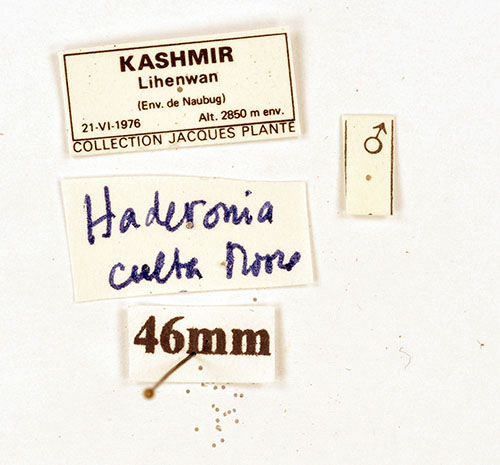 KASHMIR
Lihenwan
(Env. de Naubug)
21-VI-1976 Alt. 2850 m env.
COLLECTION JACQUES PLANTE
♂
Haderonia
culta Moore
46mm